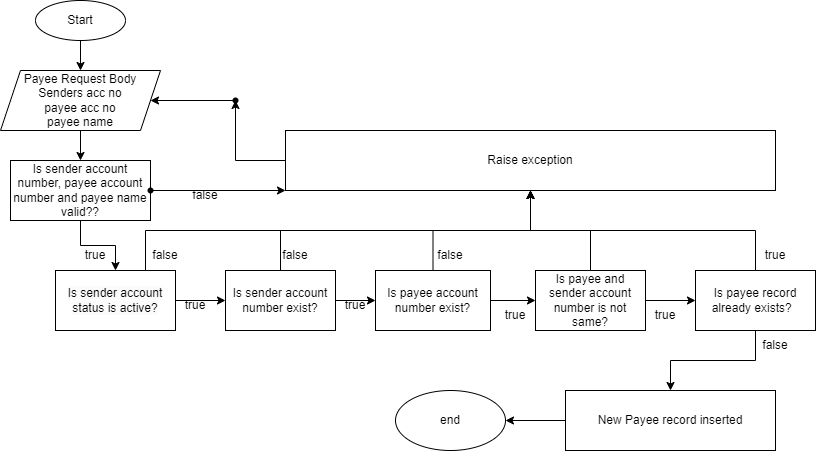 Start
Payee Request Body
Senders acc no
payee acc no
payee name
Raise exception
Is sender account
number, payee account
number and payee name
valid??
false
true
false
false
false
true
Is sender account
status is active?
true
Is sender account
number exist?
true
Is payee account
number exist?
true
Is payee and
sender account
number is not
same?
true
Is payee record
already exists?
false
end
New Payee record inserted